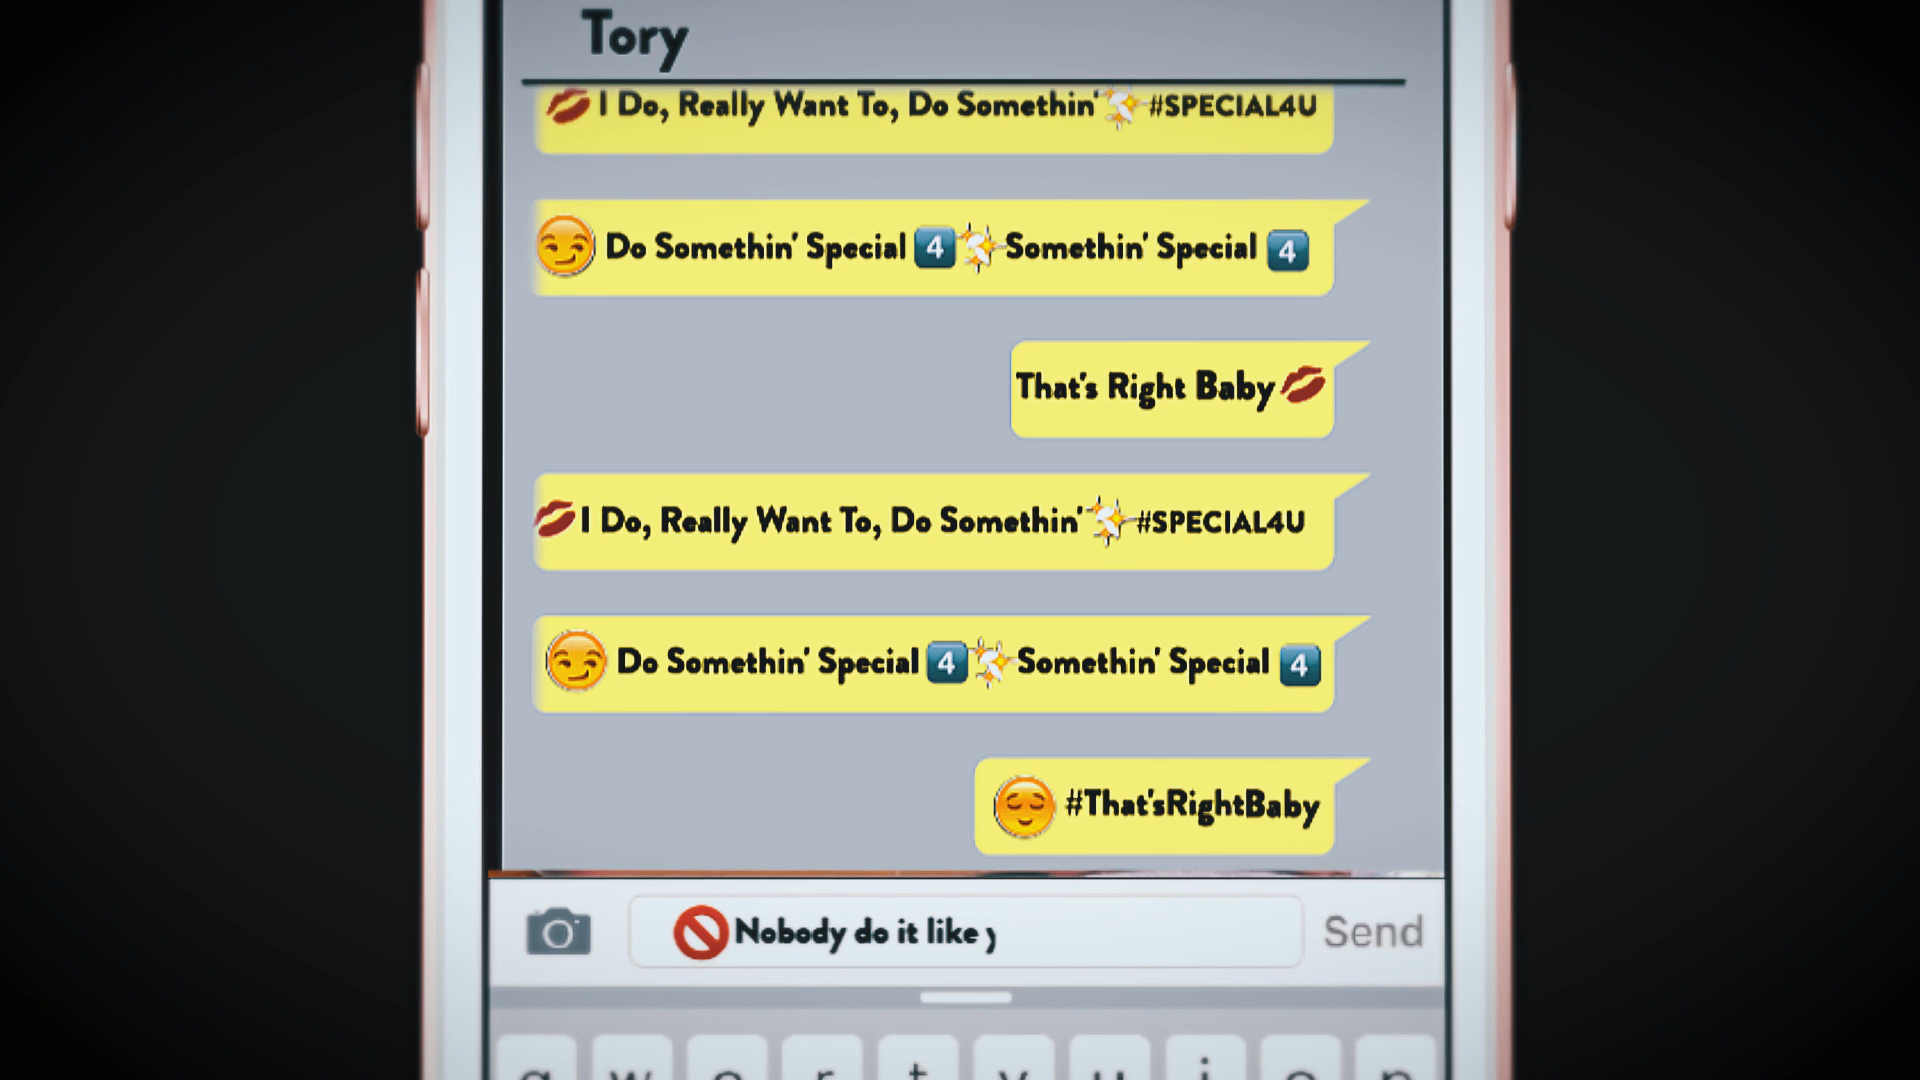 Tory
💋 I Do, Really Want To, Do Somethin' ✨ #SPECIAL4U
😏 Do Somethin' Special 4️⃣ ✨ Somethin' Special 4️⃣
That's Right Baby 💋
💋 I Do, Really Want To, Do Somethin' ✨ #SPECIAL4U
😏 Do Somethin' Special 4️⃣ ✨ Somethin' Special 4️⃣
😌 #That'sRightBaby
🚫 Nobody do it like
Send